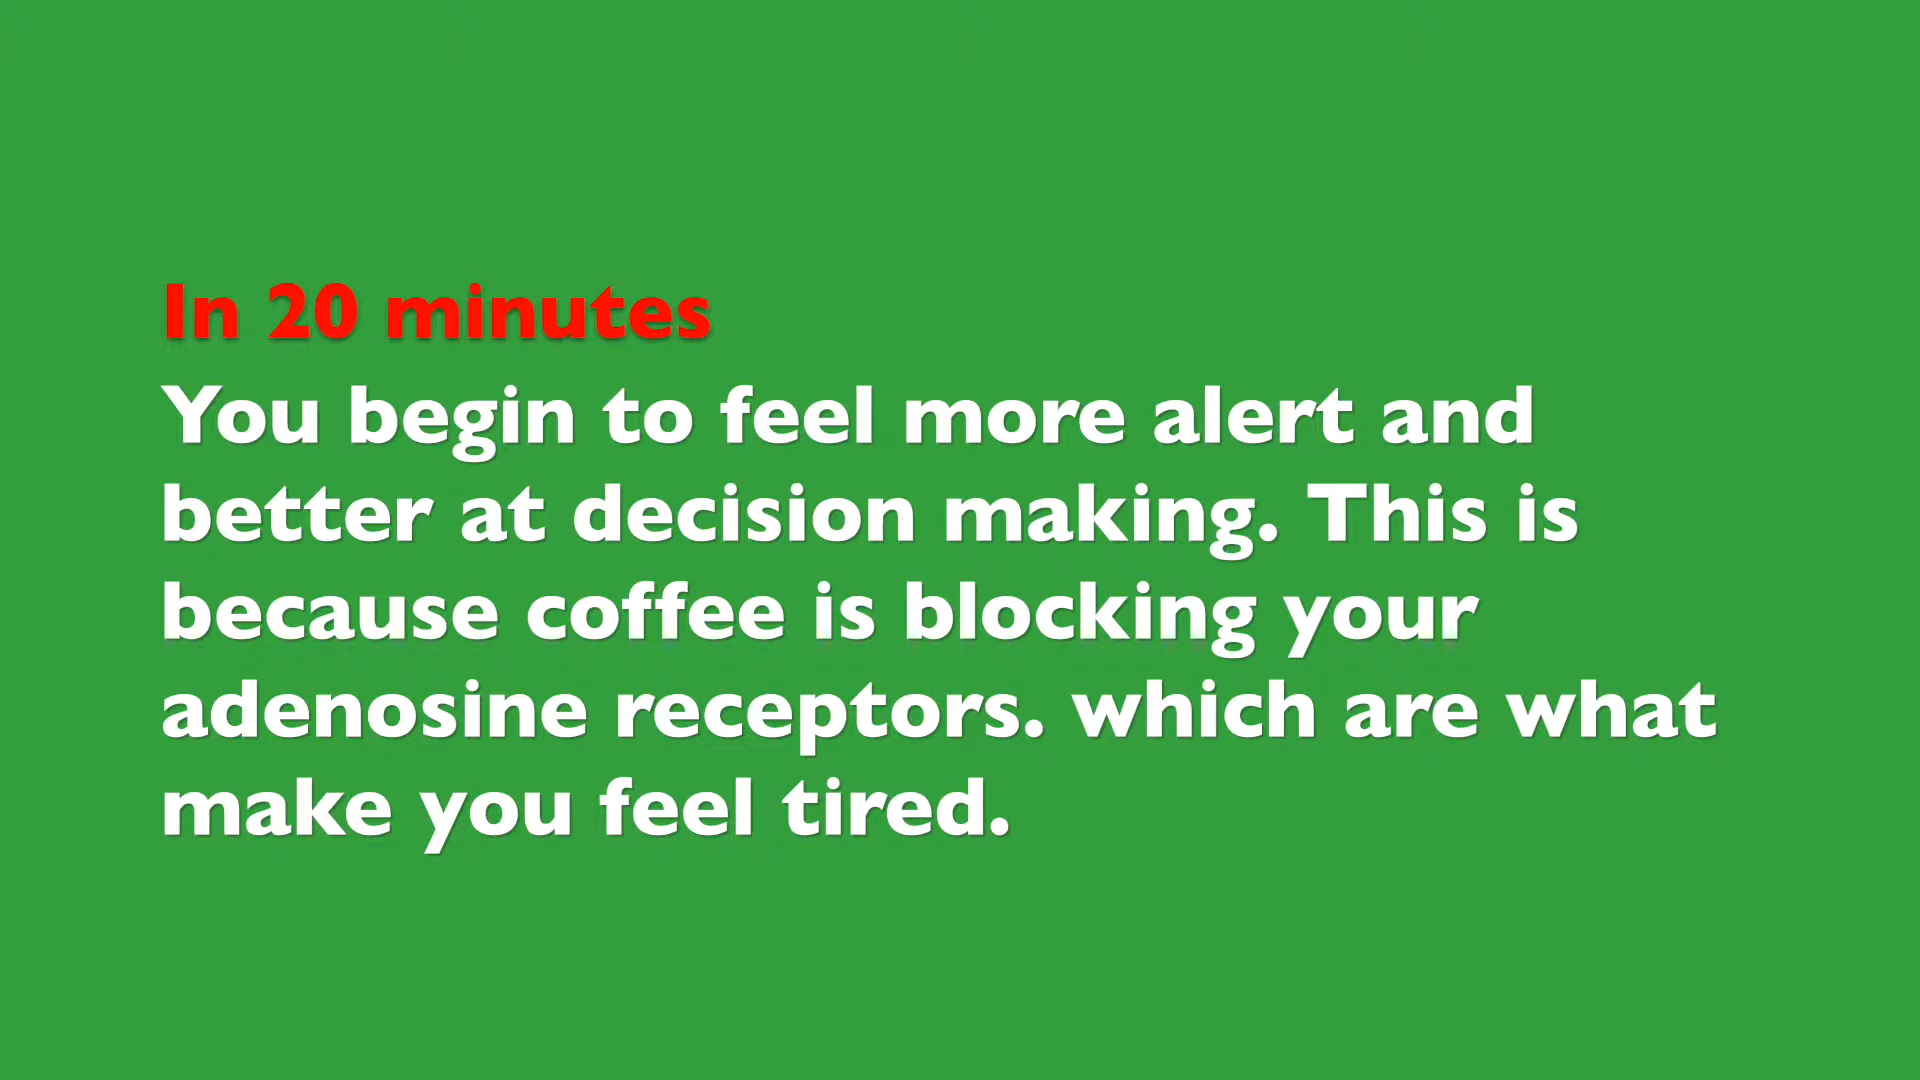 In 20 minutes
You begin to feel more alert and
better at decision making. This is
because coffee is blocking your
adenosine receptors. which are what
make you feel tired.